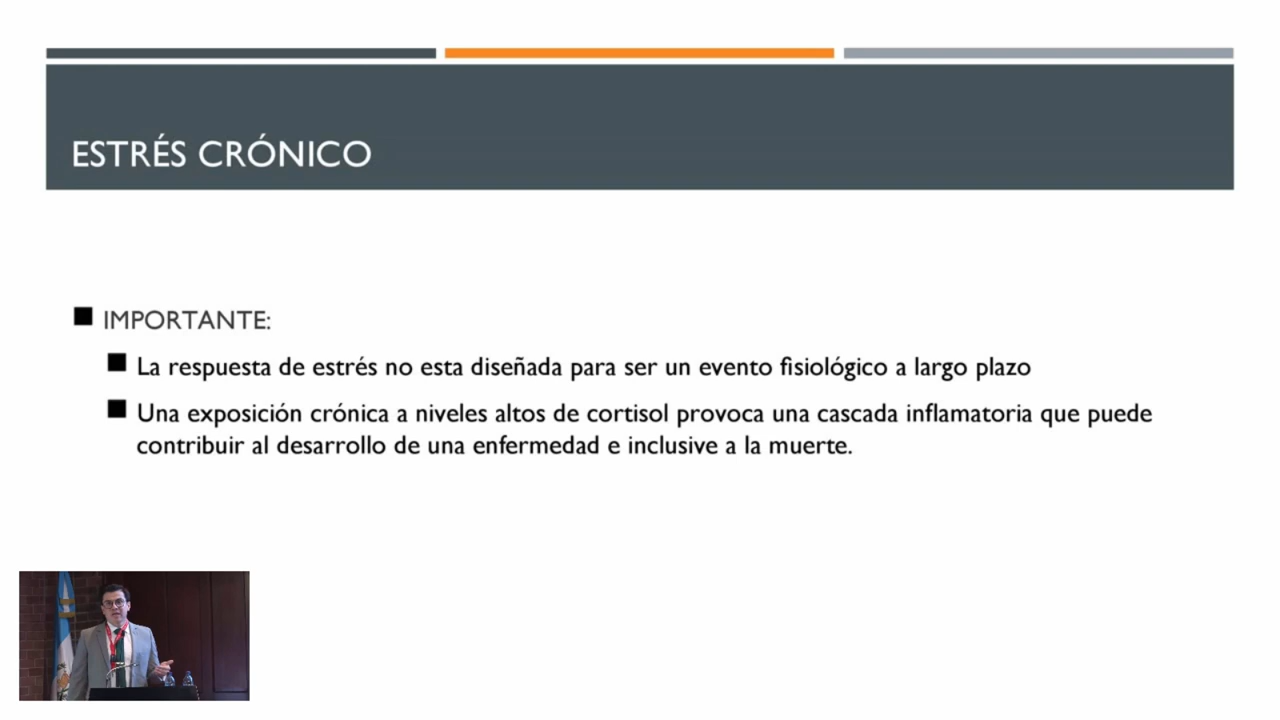 ESTRÉS CRÓNICO
IMPORTANTE:
La respuesta de estrés no esta diseñada para ser un evento fisiológico a largo plazo
Una exposición crónica a niveles altos de cortisol provoca una cascada inflamatoria que puede
contribuir al desarrollo de una enfermedad e inclusive a la muerte.